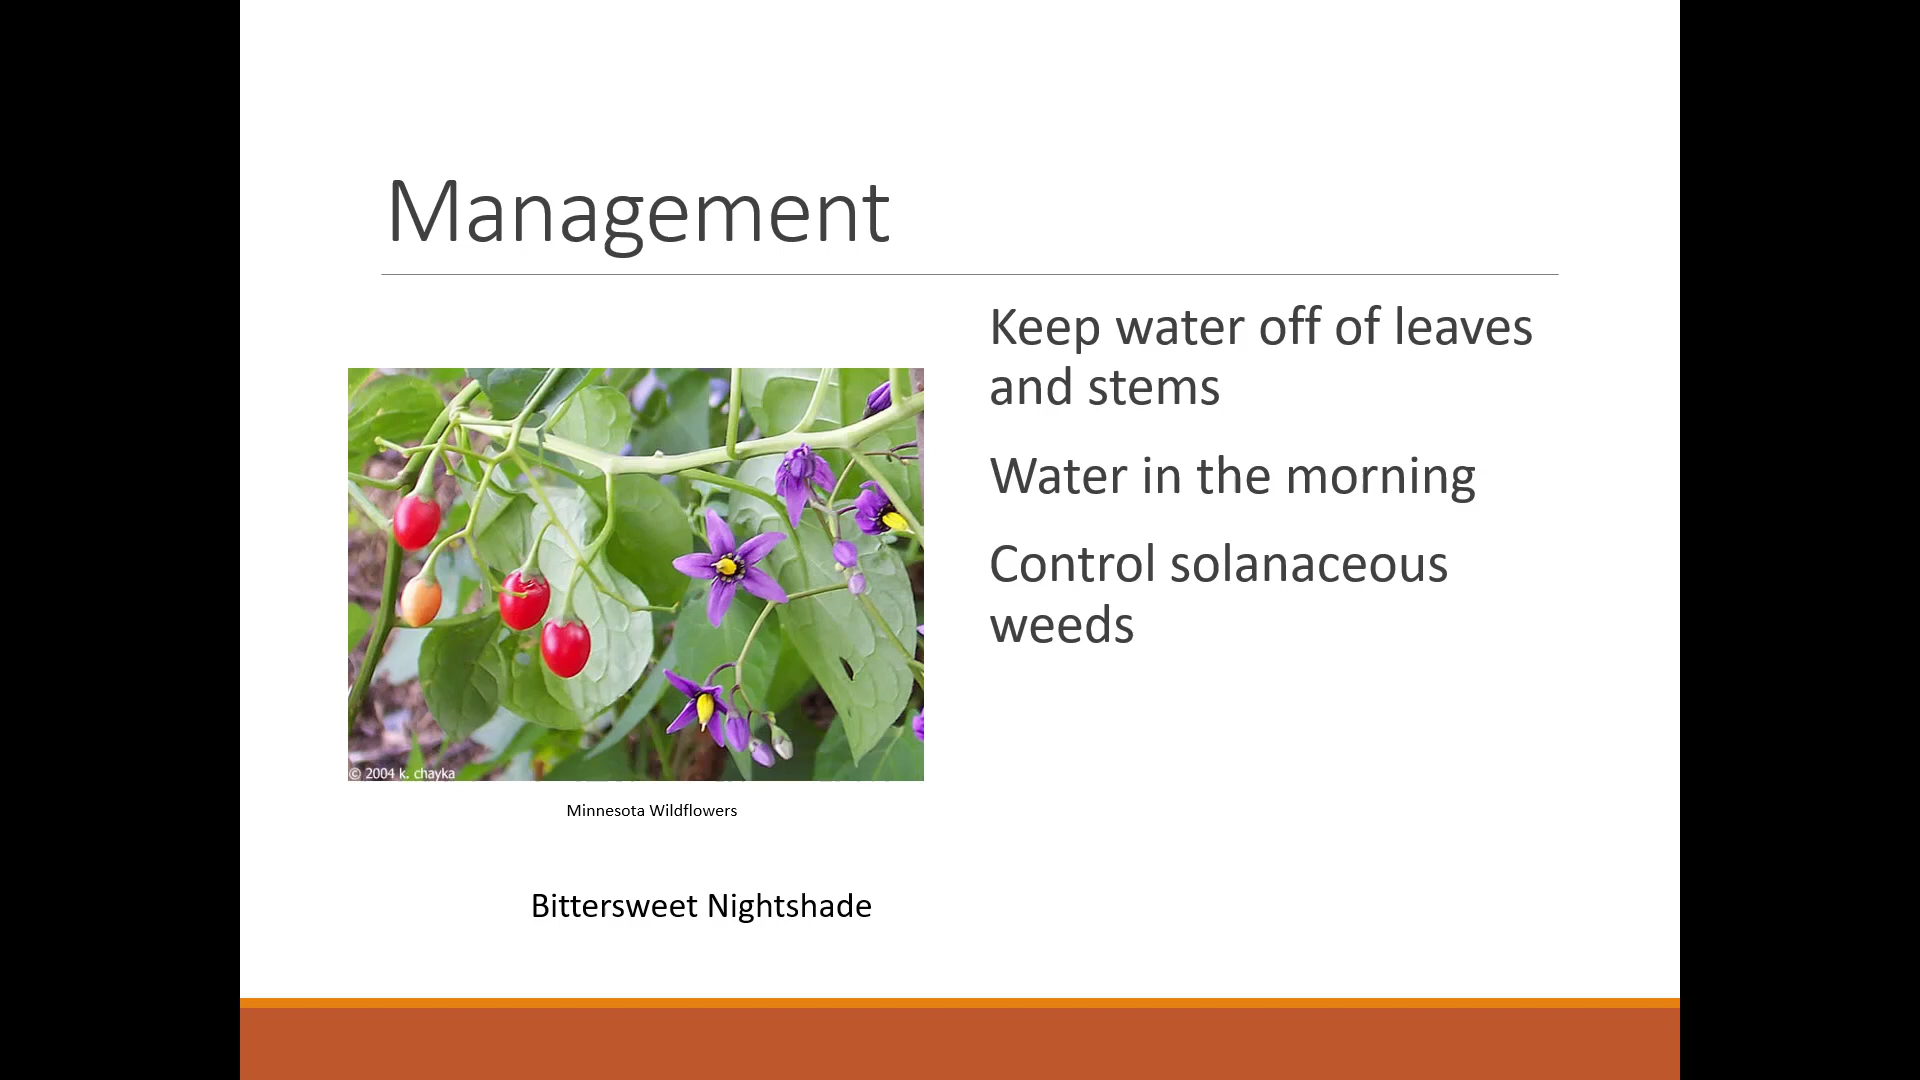 Management
Keep water off of leaves
and stems
Water in the morning
Control solanaceous
weeds
© 2004 k. chayka
Minnesota Wildflowers
Bittersweet Nightshade